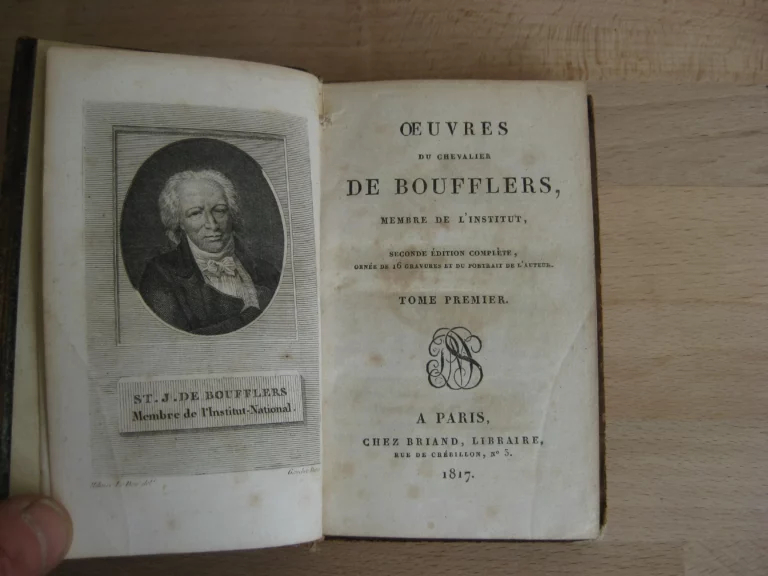 ST. J. DE BOUFFLERS
Membre de l'Institut-National.
ŒUVRES
DU CHEVALIER
DE BOUFFLERS,
MEMBRE DE L'INSTITUT,
SECONDE ÉDITION COMPLÈTE,
ORNÉE DE 16 GRAVURES ET DU PORTRAIT DE L'AUTEUR.
TOME PREMIER.
A PARIS,
CHEZ BRIAND, LIBRAIRE,
RUE DE CRÉBILLON, N° 3.
1817.